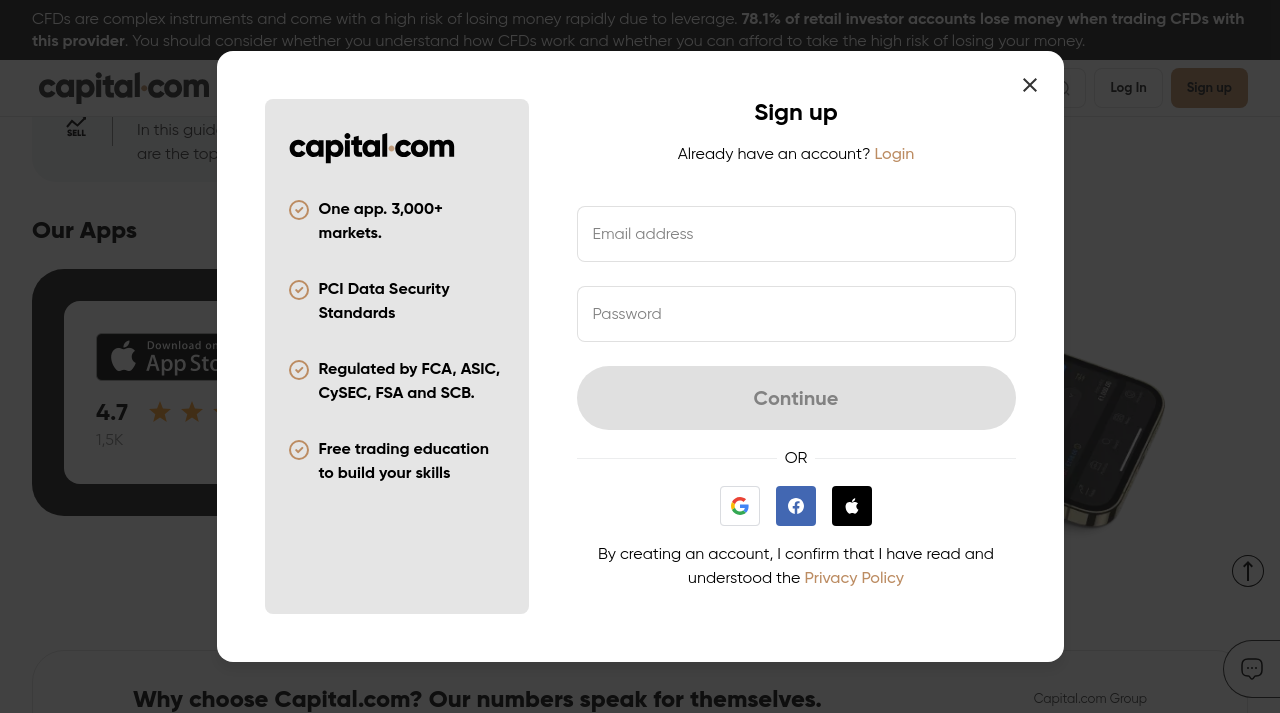 CFDs are complex instruments and come with a high risk of losing money rapidly due to leverage. 78.1% of retail investor accounts lose money when trading CFDs with
this provider. You should consider whether you understand how CFDs work and whether you can afford to take the high risk of losing your money.
capital.com
Log In
Sign up
SELL
In this guid
are the top
Our Apps
Download on
App Sto
4.7
1,5K
capital.com
One app. 3,000+
markets.
PCI Data Security
Standards
Regulated by FCA, ASIC,
CySEC, FSA and SCB.
Free trading education
to build your skills
Sign up
Already have an account? Login
Email address
Password
Continue
OR
By creating an account, I confirm that I have read and
understood the Privacy Policy
Why choose Capital.com? Our numbers speak for themselves.
Capital.com Group